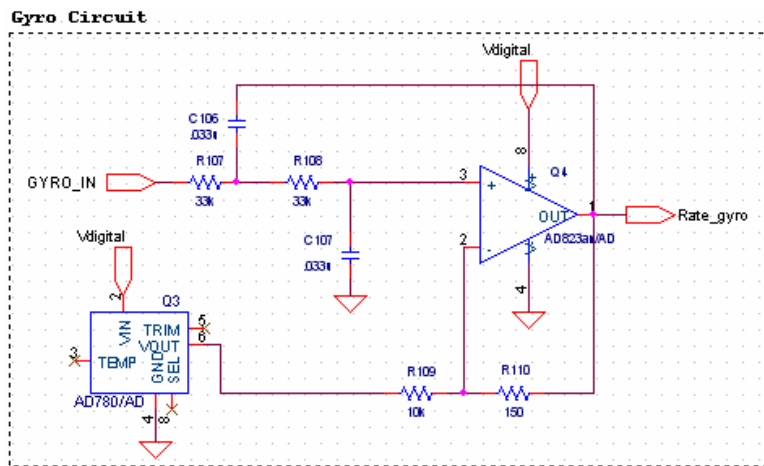 Gyro Circuit
Vdigital
C106
.033u
R107
R108
8
Q4
GYRO_IN
33k
33k
3
+
OUT
1
Rate_gyro
AD823an/AD
2
-
C107
.033u
4
Vdigital
2
Q3
VIN
TRIM
5
VOUT
6
3
TEMP
GND
SEL
AD780/AD
4
8
R109
10k
R110
150